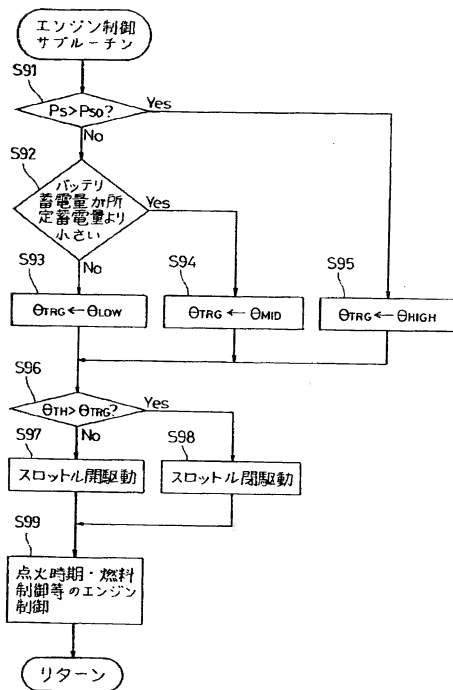 エンジン制御
サブルーチン
S91
PS>PSO?
Yes
No
S92
バッテリ
蓄電量が所
定蓄電量より
小さい
Yes
No
S93
ΘTRG←ΘLOW
S94
ΘTRG←ΘMID
S95
ΘTRG←ΘHIGH
S96
ΘTH>ΘTRG?
Yes
No
S97
スロットル開駆動
S98
スロットル閉駆動
S99
点火時期・燃料
制御等のエンジン
制御
リターン